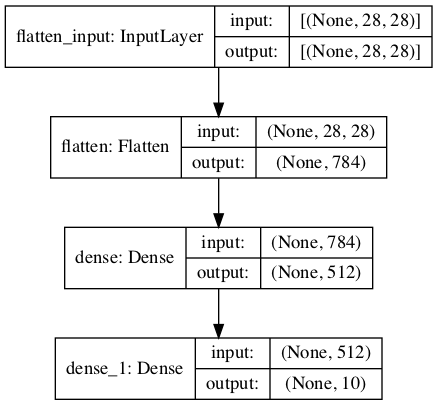 flatten_input: InputLayer
input: [(None, 28, 28)]
output: [(None, 28, 28)]
flatten: Flatten
input: (None, 28, 28)
output: (None, 784)
dense: Dense
input: (None, 784)
output: (None, 512)
dense_1: Dense
input: (None, 512)
output: (None, 10)